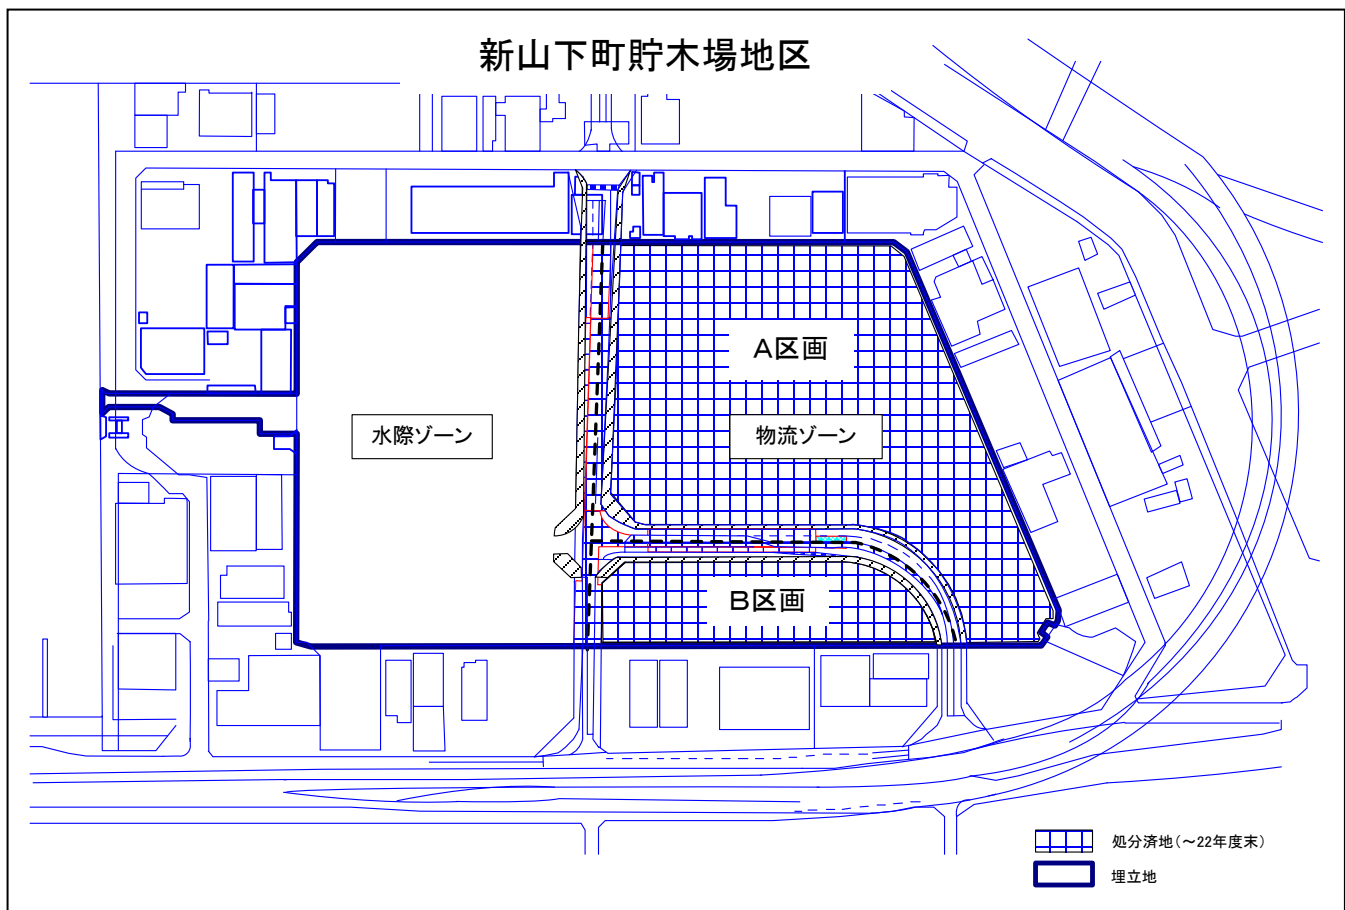 新山下町貯木場地区
A区画
水際ゾーン
物流ゾーン
B区画
処分済地(~22年度末)
埋立地